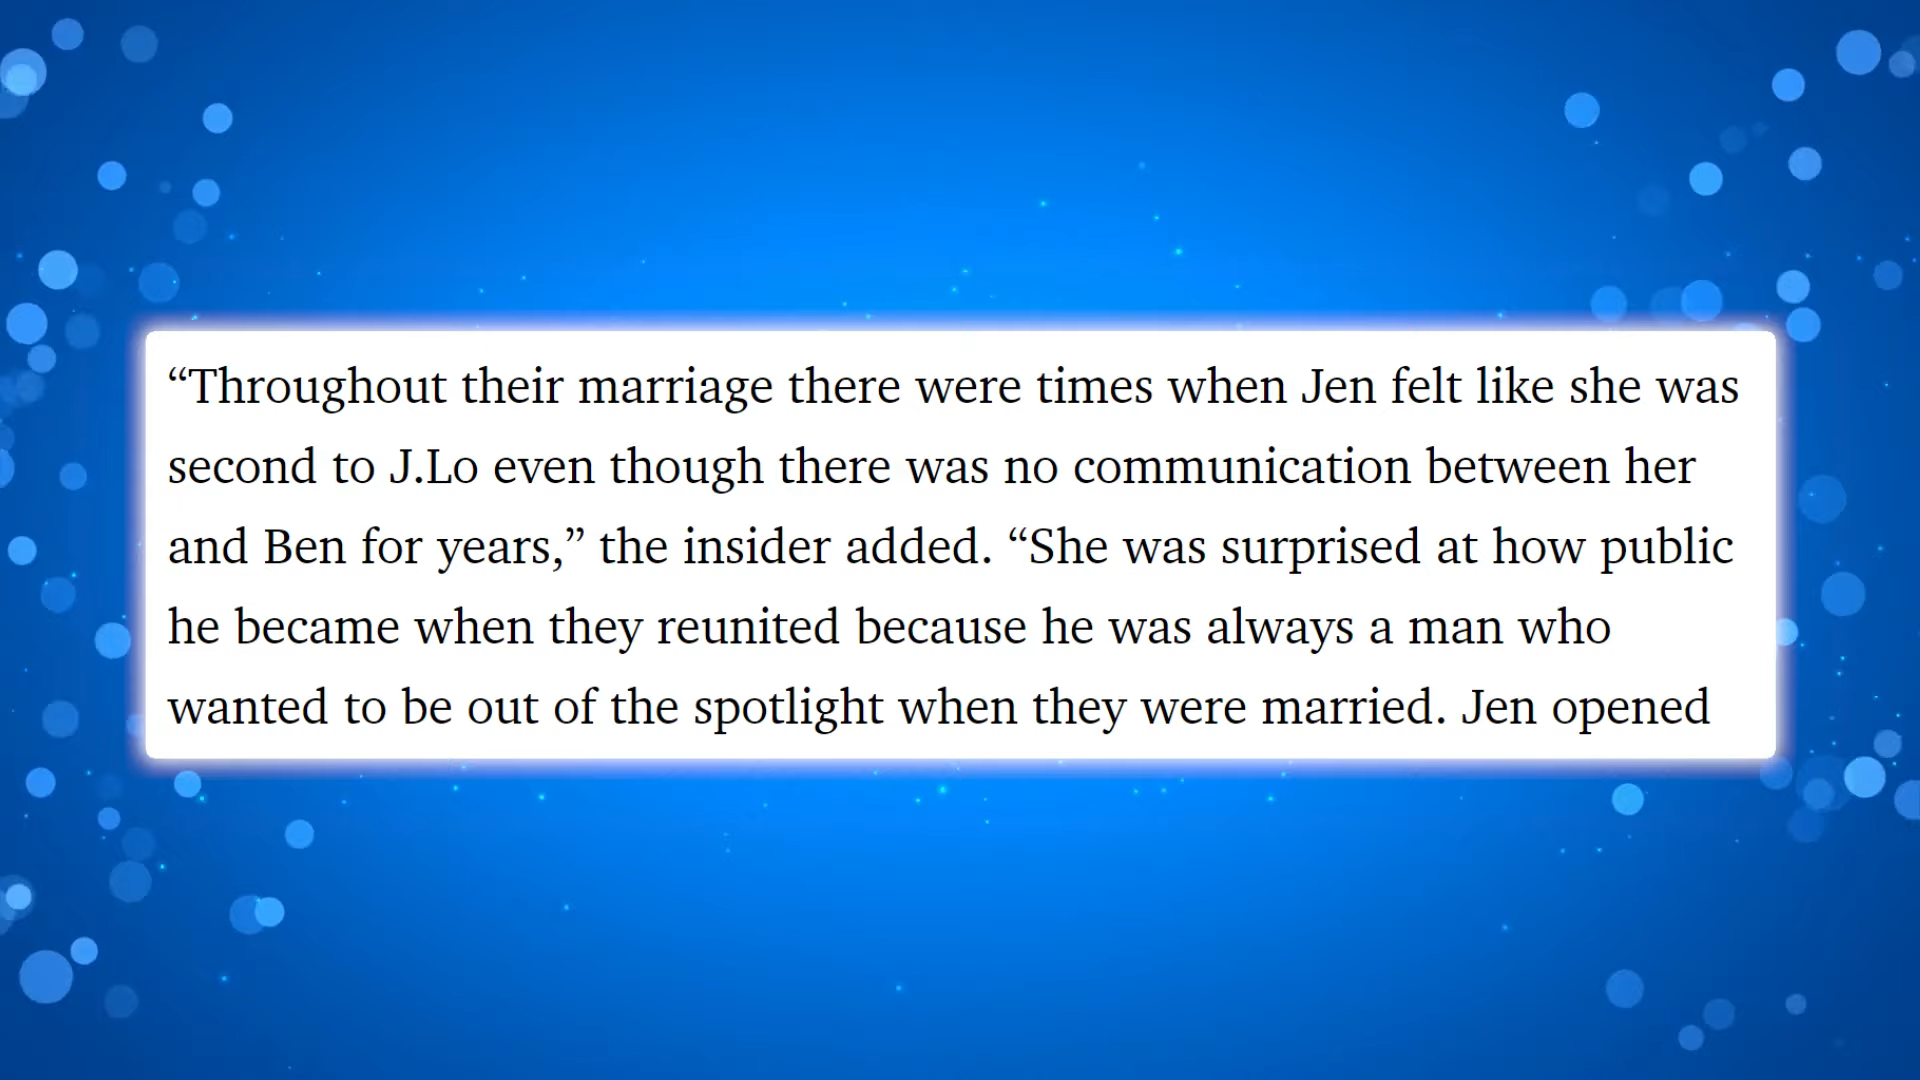 “Throughout their marriage there were times when Jen felt like she was
second to J.Lo even though there was no communication between her
and Ben for years,” the insider added. “She was surprised at how public
he became when they reunited because he was always a man who
wanted to be out of the spotlight when they were married. Jen opened